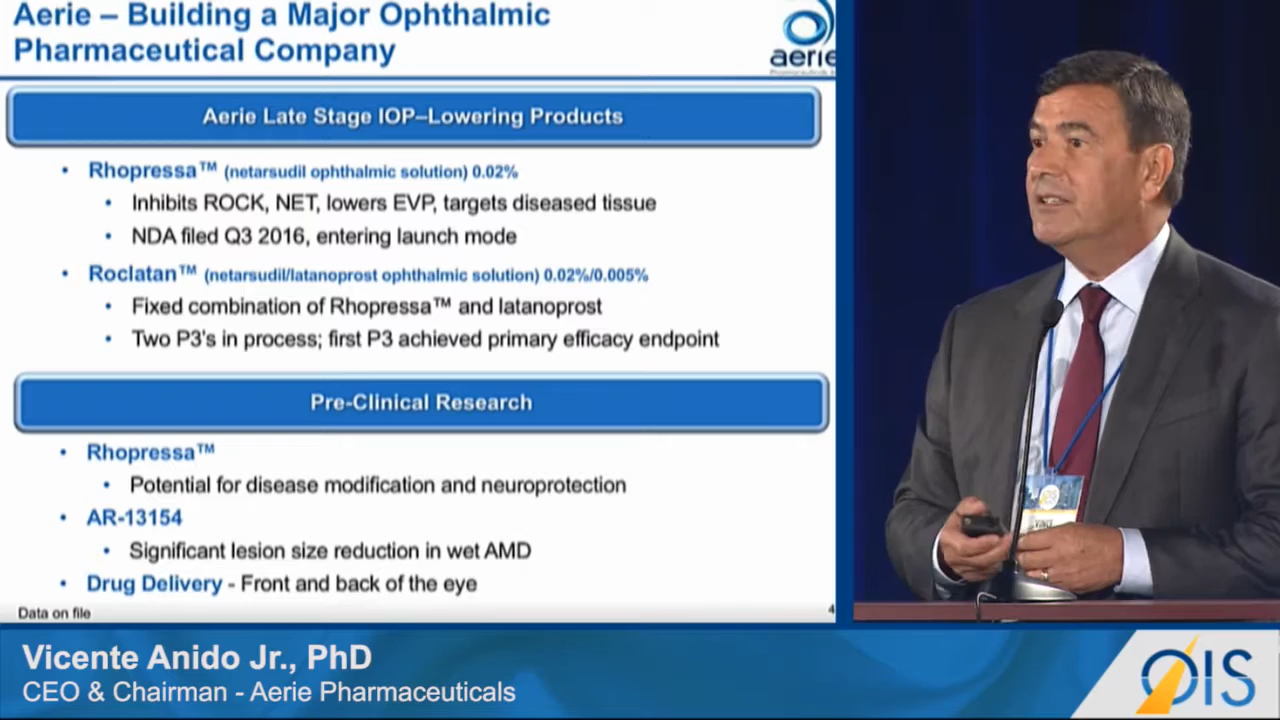 Aerie – Building a Major Ophthalmic
Pharmaceutical Company
aerie
Aerie Late Stage IOP–Lowering Products
• Rhopressa™ (netarsudil ophthalmic solution) 0.02%
• Inhibits ROCK, NET, lowers EVP, targets diseased tissue
• NDA filed Q3 2016, entering launch mode
• Roclatan™ (netarsudil/latanoprost ophthalmic solution) 0.02%/0.005%
• Fixed combination of Rhopressa™ and latanoprost
• Two P3's in process; first P3 achieved primary efficacy endpoint
Pre-Clinical Research
• Rhopressa™
• Potential for disease modification and neuroprotection
• AR-13154
• Significant lesion size reduction in wet AMD
• Drug Delivery - Front and back of the eye
Data on file
4
Vicente Anido Jr., PhD
CEO & Chairman - Aerie Pharmaceuticals
OIS